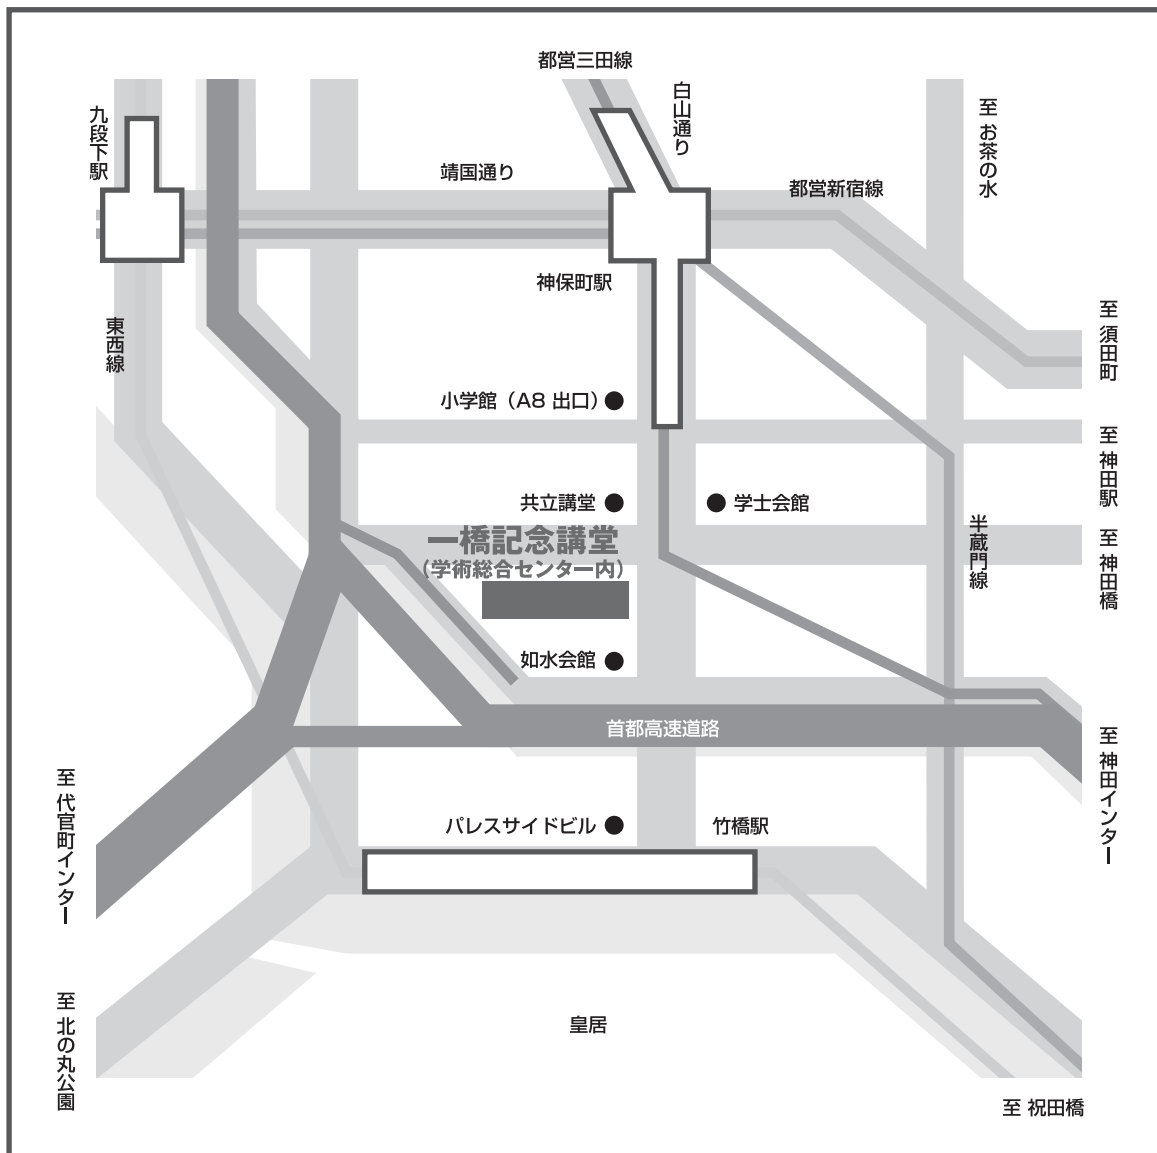 都営三田線
白山通り
九段下駅
至 お茶の水
靖国通り
都営新宿線
神保町駅
至 須田町
東西線
小学館（A8 出口）
至 神田駅
共立講堂
学士会館
一橋記念講堂
（学術総合センター内）
半蔵門線
至 神田橋
如水会館
首都高速道路
至 神田インター
至 代官町インター
パレスサイドビル
竹橋駅
至 北の丸公園
皇居
至 祝田橋